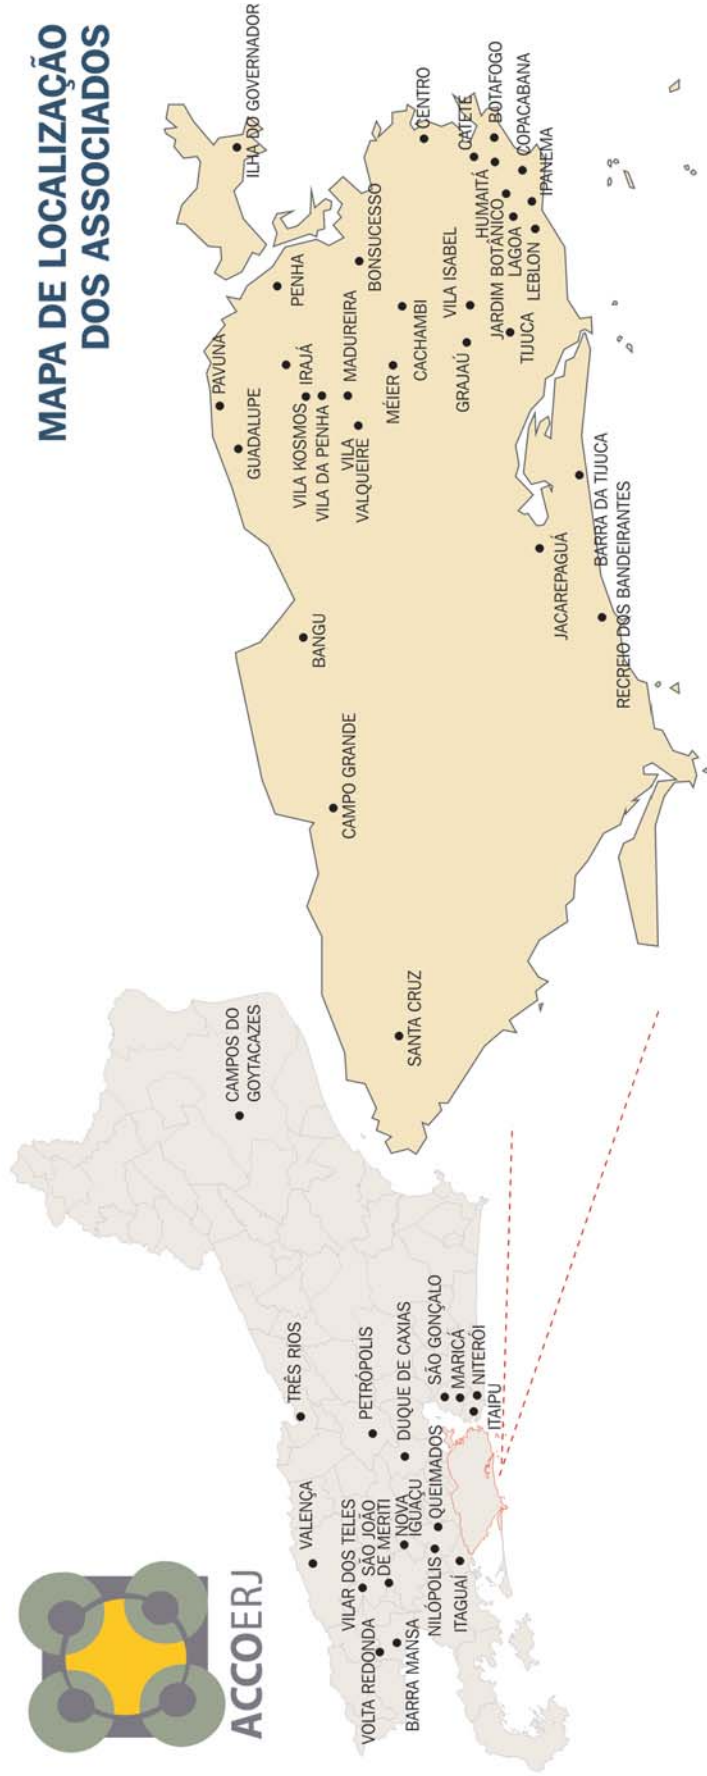 MAPA DE LOCALIZAÇÃO
DOS ASSOCIADOS
ACCOERJ
VALENÇA
TRÊS RIOS
CAMPOS DO
GOYTACAZES
VILAR DOS TELES
SÃO JOÃO
DE MERITI
PETRÓPOLIS
VOLTA REDONDA
BARRA MANSA
NOVA
IGUAÇU
DUQUE DE CAXIAS
NILÓPOLIS
QUEIMADOS
ITAGUAÍ
SÃO GONÇALO
MARICÁ
NITERÓI
ITAIPU
ILHA DO GOVERNADOR
PAVUNA
GUADALUPE
PENHA
IRAJÁ
VILA KOSMOS
VILA DA PENHA
MADUREIRA
VILA
VALQUEIRE
BONSUCESSO
BANGU
CAMPO GRANDE
SANTA CRUZ
MÉIER
CACHAMBI
CENTRO
VILA ISABEL
GRAJAÚ
CATETE
BOTAFOGO
HUMAITÁ
COPACABANA
JARDIM BOTÂNICO
LAGOA
IPANEMA
LEBLON
TIJUCA
JACAREPAGUÁ
BARRA DA TIJUCA
RECREIO DOS BANDEIRANTES